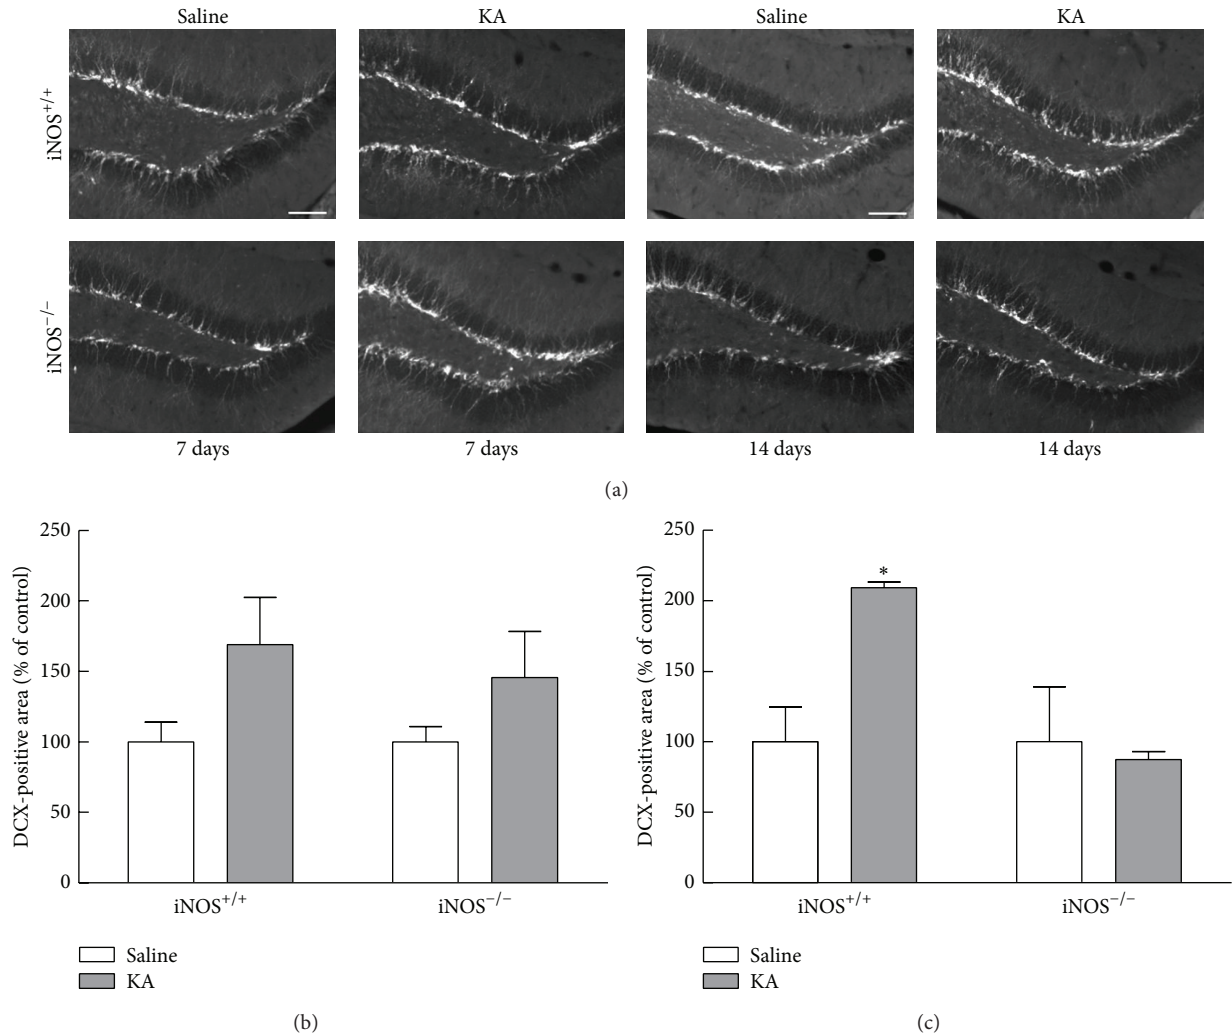 Saline KA Saline KA
iNOS+/+
iNOS−/−
7 days 7 days 14 days 14 days
(a)
DCX-positive area (% of control)
250
200
150
100
50
0
iNOS+/+ iNOS−/−
Saline
KA
(b)
DCX-positive area (% of control)
250
200
150
100
50
0
*
iNOS+/+ iNOS−/−
Saline
KA
(c)